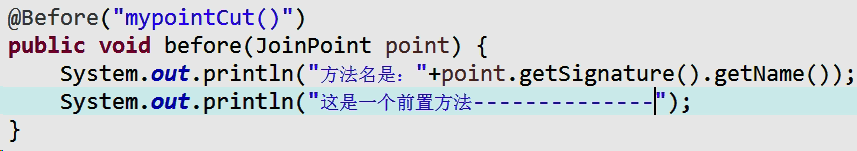 @Before("mypointCut()")
public void before(JoinPoint point) {
    System.out.println("方法名是："+point.getSignature().getName());
    System.out.println("这是一个前置方法---------------");
}